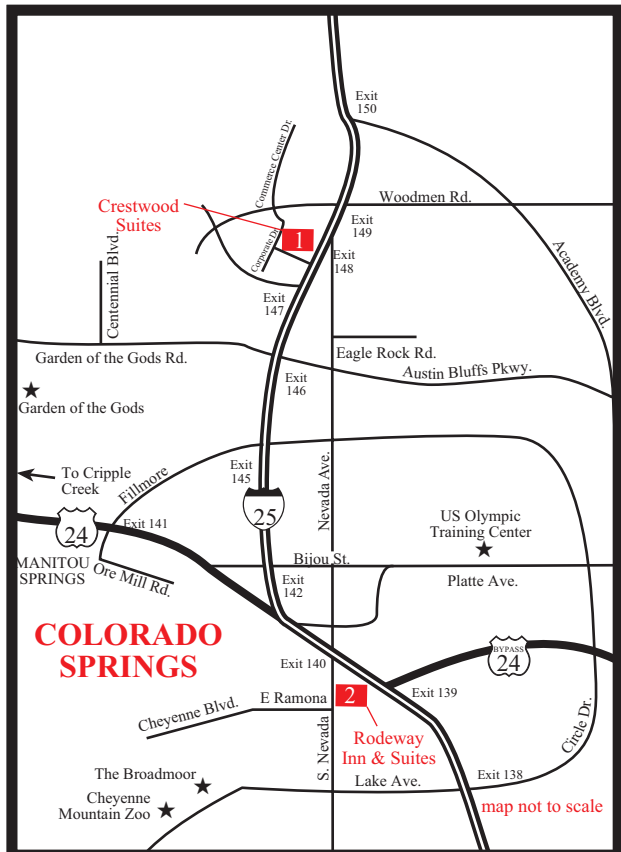 Exit
150
Commerce Center Dr.
Woodmen Rd.
Crestwood
Suites
1
Corporate Dr.
Exit
149
Exit
148
Centennial Blvd.
Academy Blvd.
Exit
147
Garden of the Gods Rd.
Eagle Rock Rd.
Austin Bluffs Pkwy.
Exit
146
Garden of the Gods
Exit
145
Fillmore
To Cripple
Creek
Nevada Ave.
25
US Olympic
Training Center
24
Exit 141
MANITOU
SPRINGS
Ore Mill Rd.
Bijou St.
Platte Ave.
Exit
142
COLORADO
SPRINGS
Exit 140
BYPASS
24
Exit 139
E Ramona
2
Cheyenne Blvd.
Rodeway
Inn & Suites
S. Nevada
Circle Dr.
The Broadmoor
Cheyenne
Mountain Zoo
Lake Ave.
Exit 138
map not to scale